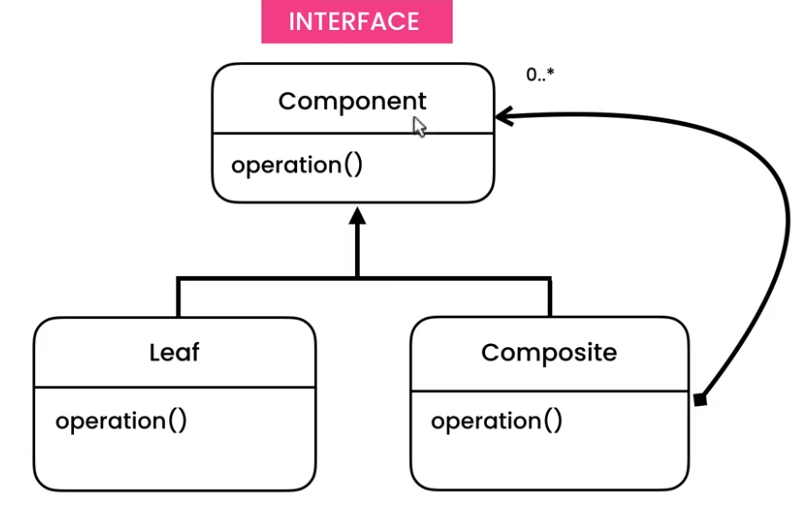 INTERFACE
0..*
Component
operation()
Leaf
Composite
operation()
operation()